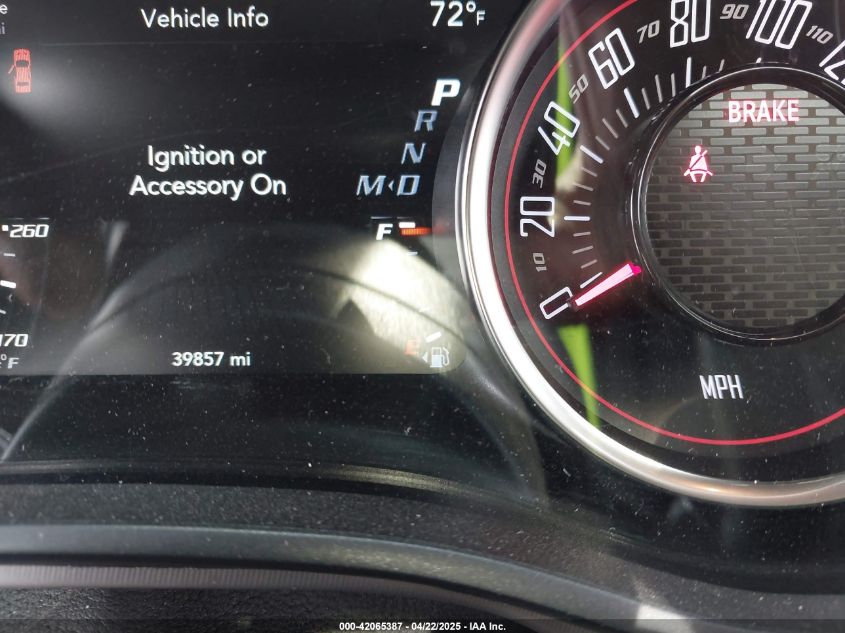 Vehicle Info
72°F
P
R
N
M◂D
Ignition or
Accessory On
260
F
39857 mi
E
°F
0
10
20
30
40
50
60
70
80
90
100
110
BRAKE
MPH
000-42065387 - 04/22/2025 - IAA Inc.